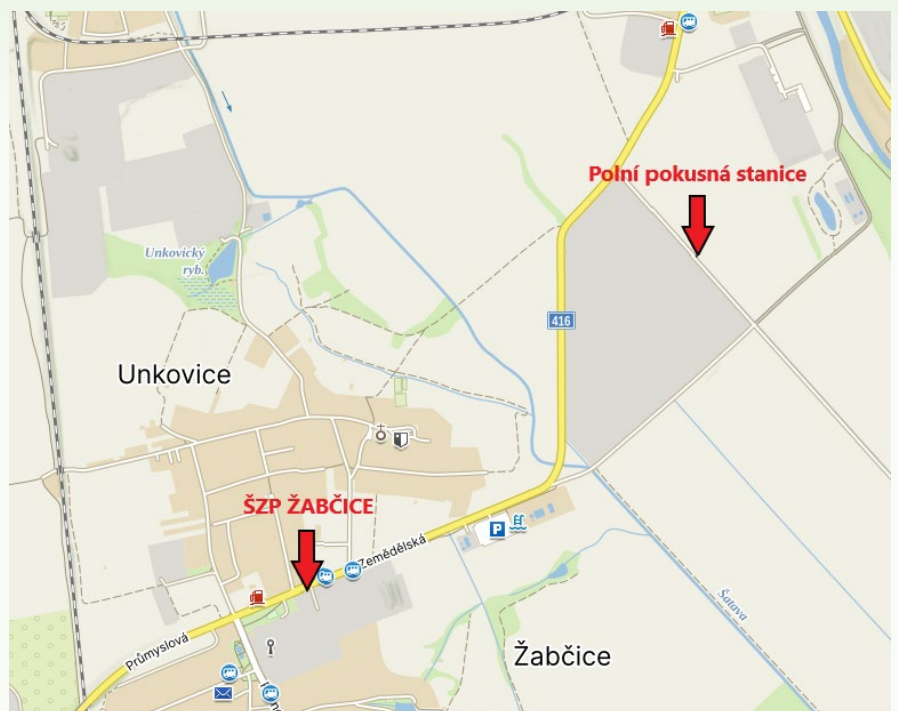 Polní pokusná stanice
Unkovický
ryb.
416
Unkovice
ŠZP ŽABČICE
P
Zemědělská
Šatava
Průmyslová
Žabčice